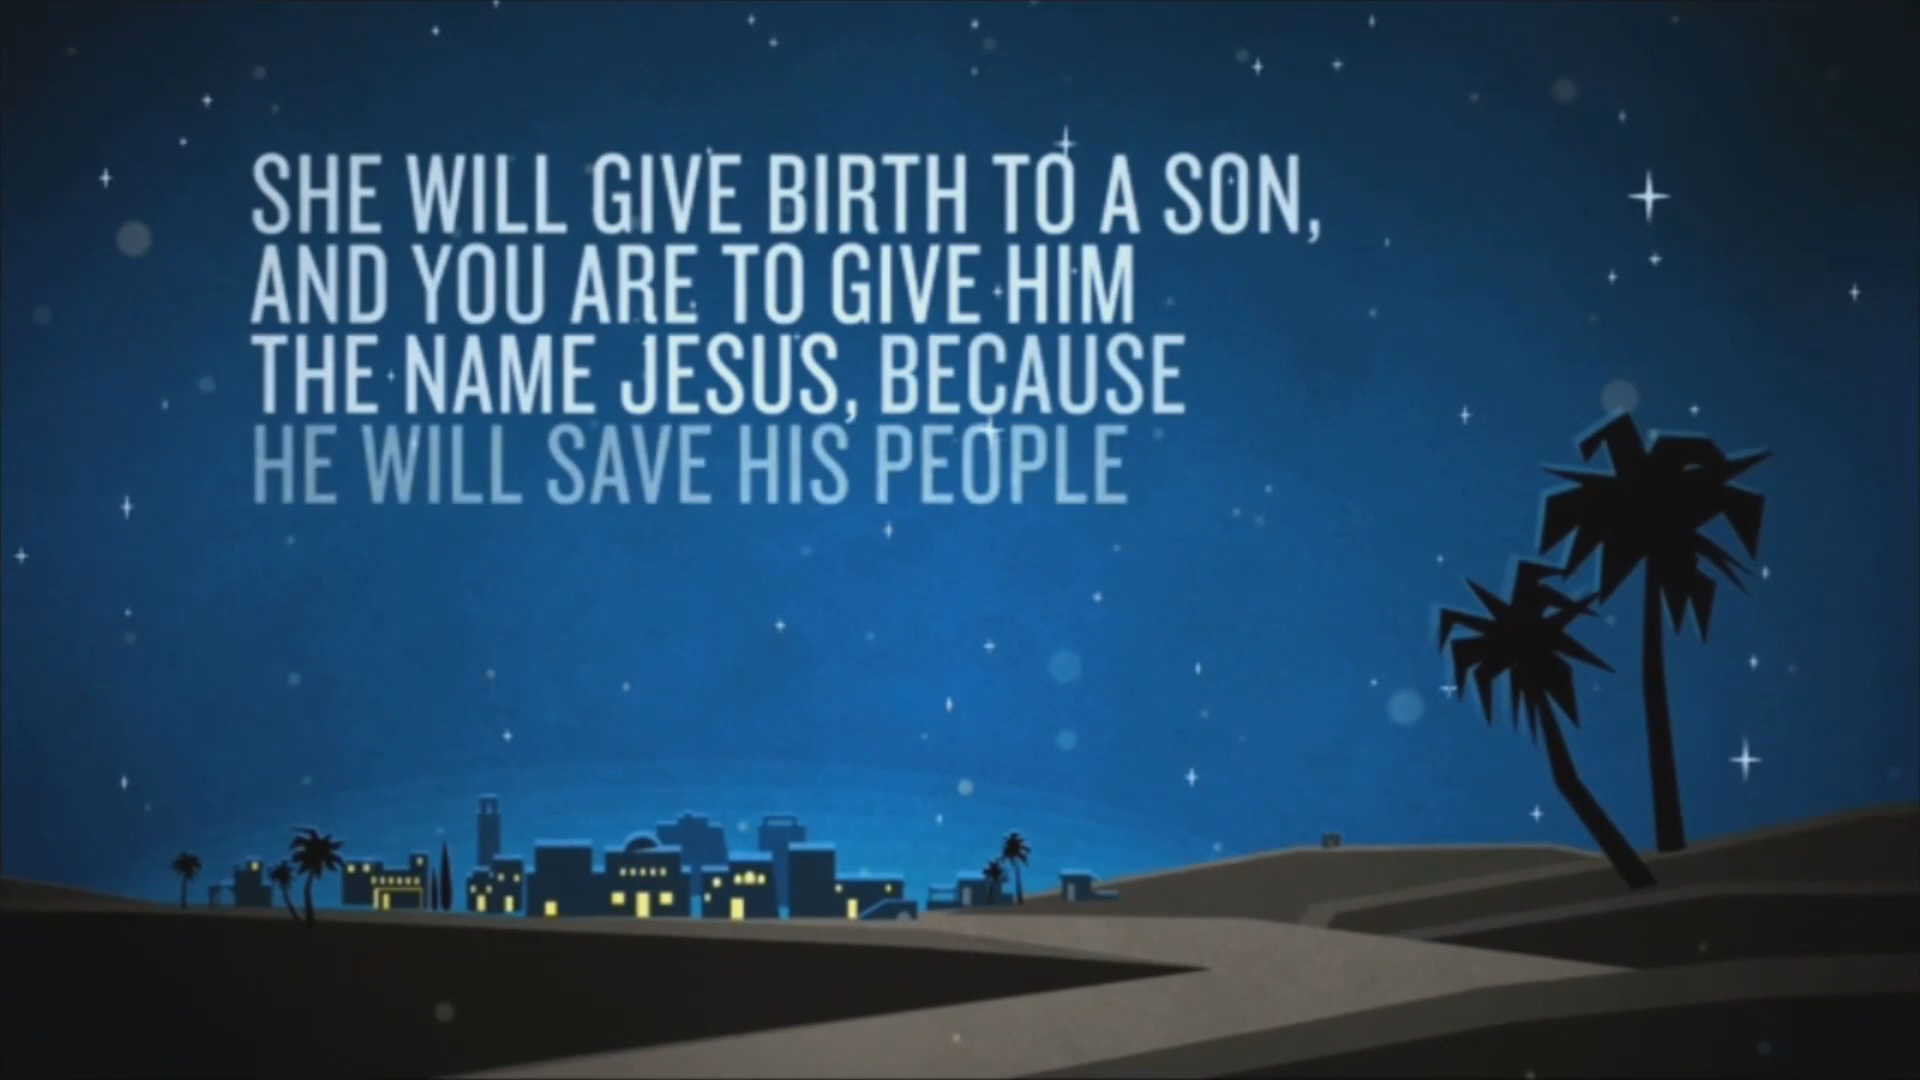 SHE WILL GIVE BIRTH TO A SON,
AND YOU ARE TO GIVE HIM
THE NAME JESUS, BECAUSE
HE WILL SAVE HIS PEOPLE